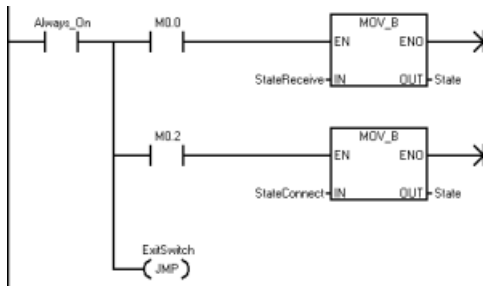 Always_On M0.0 MOV_B
EN ENO
StateReceive IN OUT State
M0.2 MOV_B
EN ENO
StateConnect IN OUT State
ExitSwitch
JMP